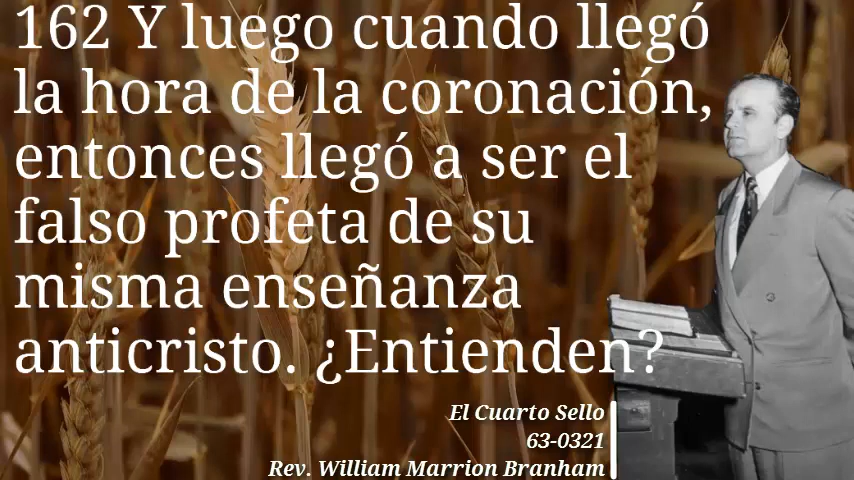 162 Y luego cuando llegó
la hora de la coronación,
entonces llegó a ser el
falso profeta de su
misma enseñanza
anticristo. ¿Entienden?
El Cuarto Sello
63-0321
Rev. William Marrion Branham